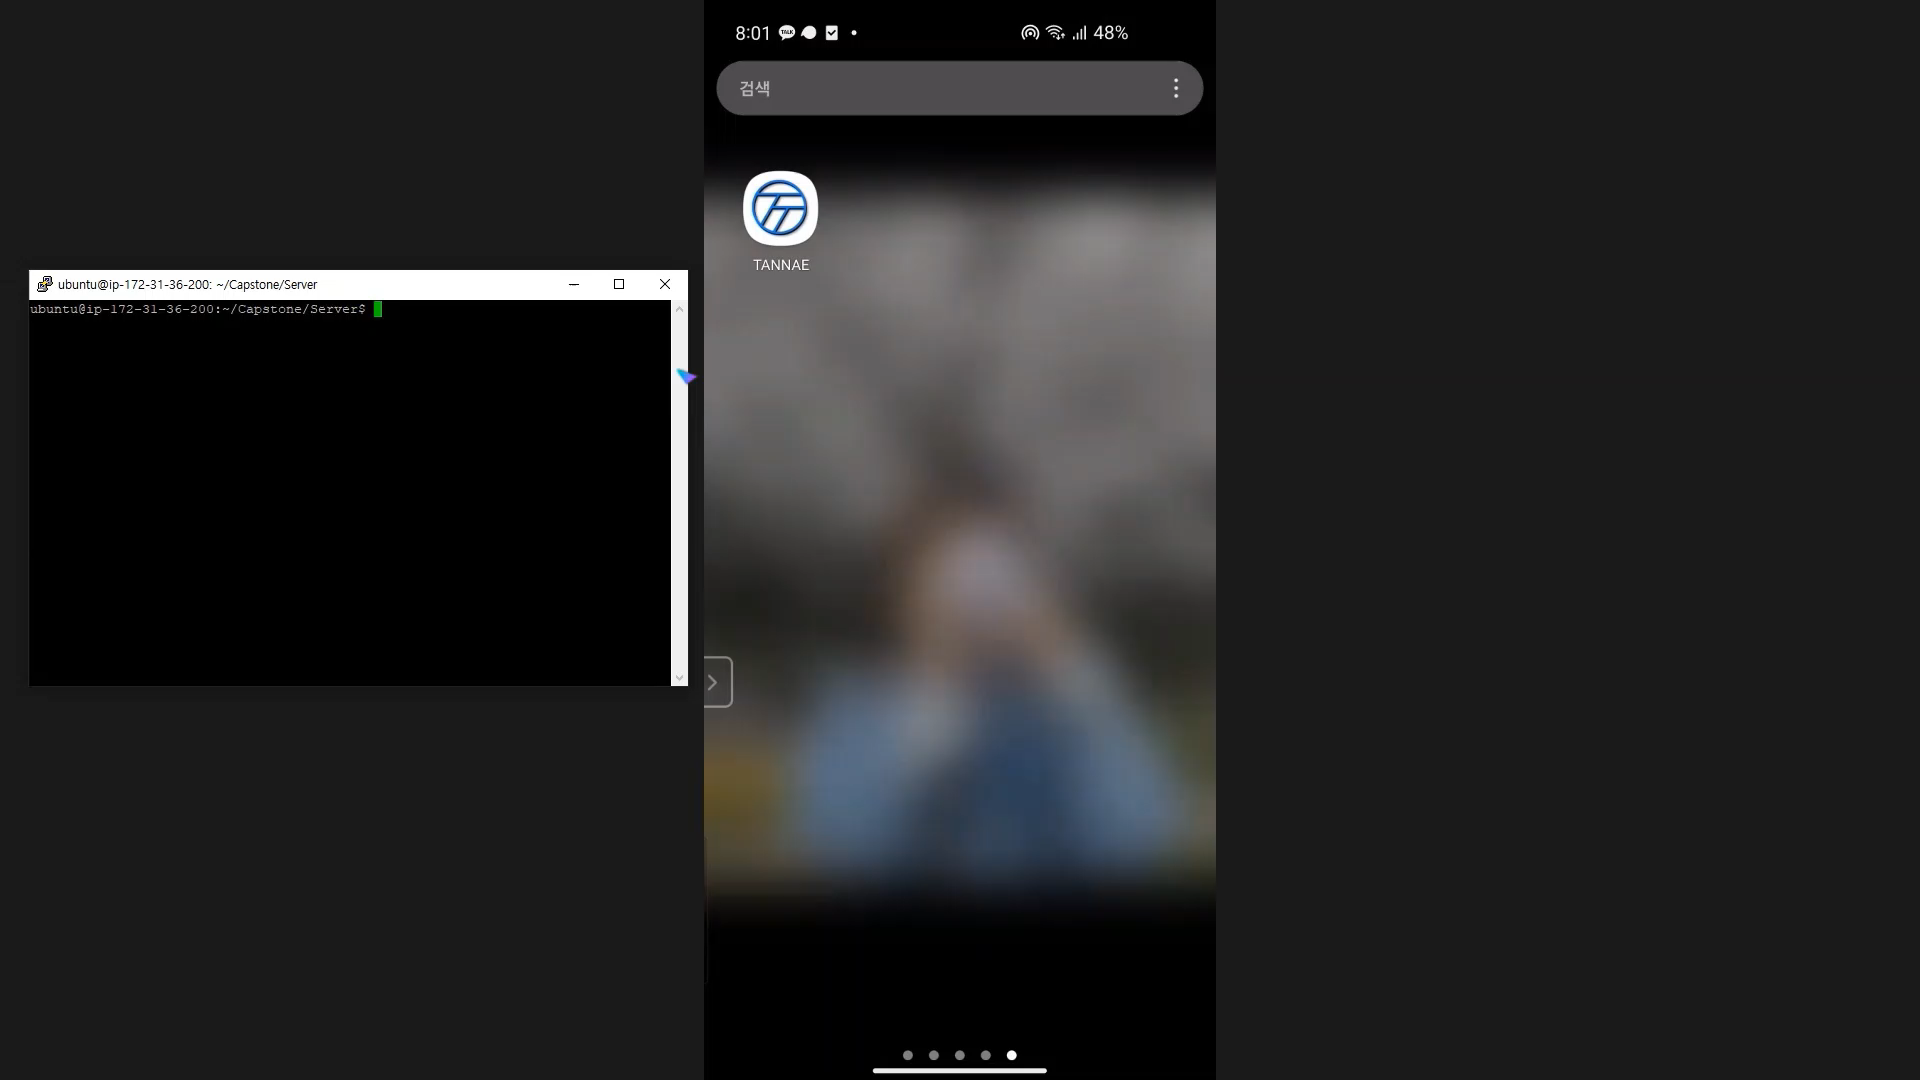 8:01
TALK
48%
검색
TANNAE
ubuntu@ip-172-31-36-200: ~/Capstone/Server
ubuntu@ip-172-31-36-200:~/Capstone/Server$